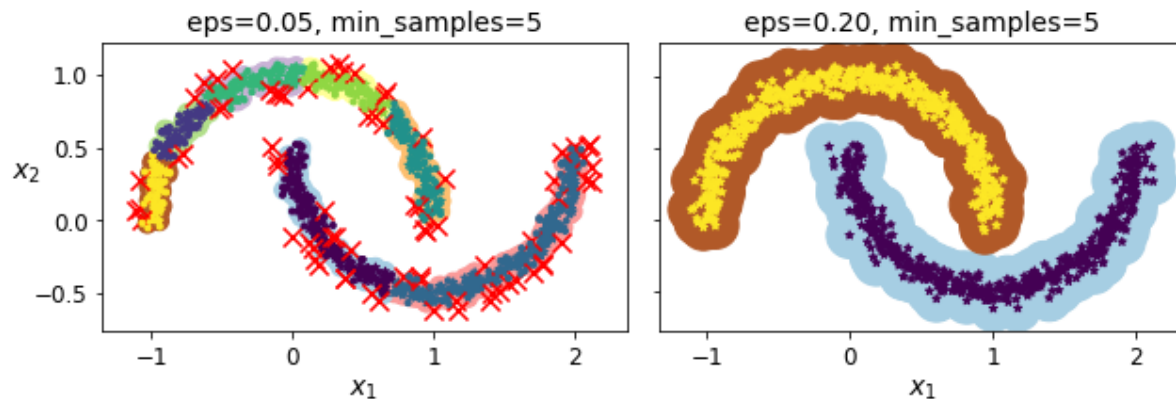 eps=0.05, min_samples=5
eps=0.20, min_samples=5
1.0
0.5
x₂
0.0
−0.5
−1
0
1
2
−1
0
1
2
x₁
x₁